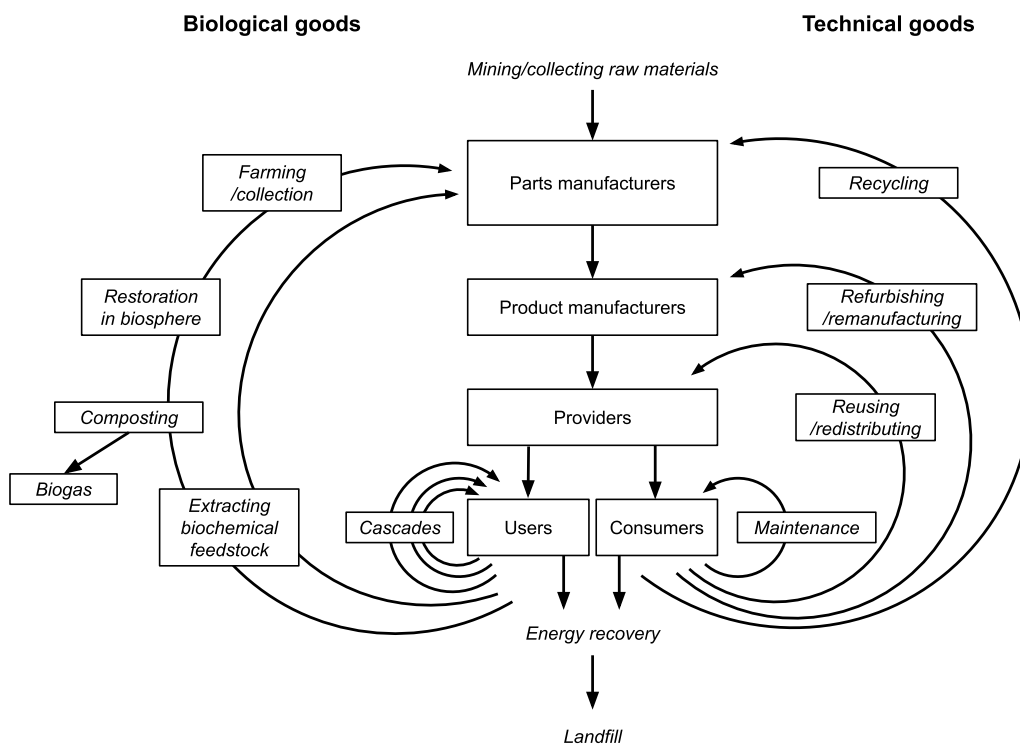 Biological goods
Technical goods
Mining/collecting raw materials
Farming
/collection
Parts manufacturers
Recycling
Restoration
in biosphere
Product manufacturers
Refurbishing
/remanufacturing
Composting
Providers
Reusing
/redistributing
Biogas
Extracting
biochemical
feedstock
Cascades
Users
Consumers
Maintenance
Energy recovery
Landfill